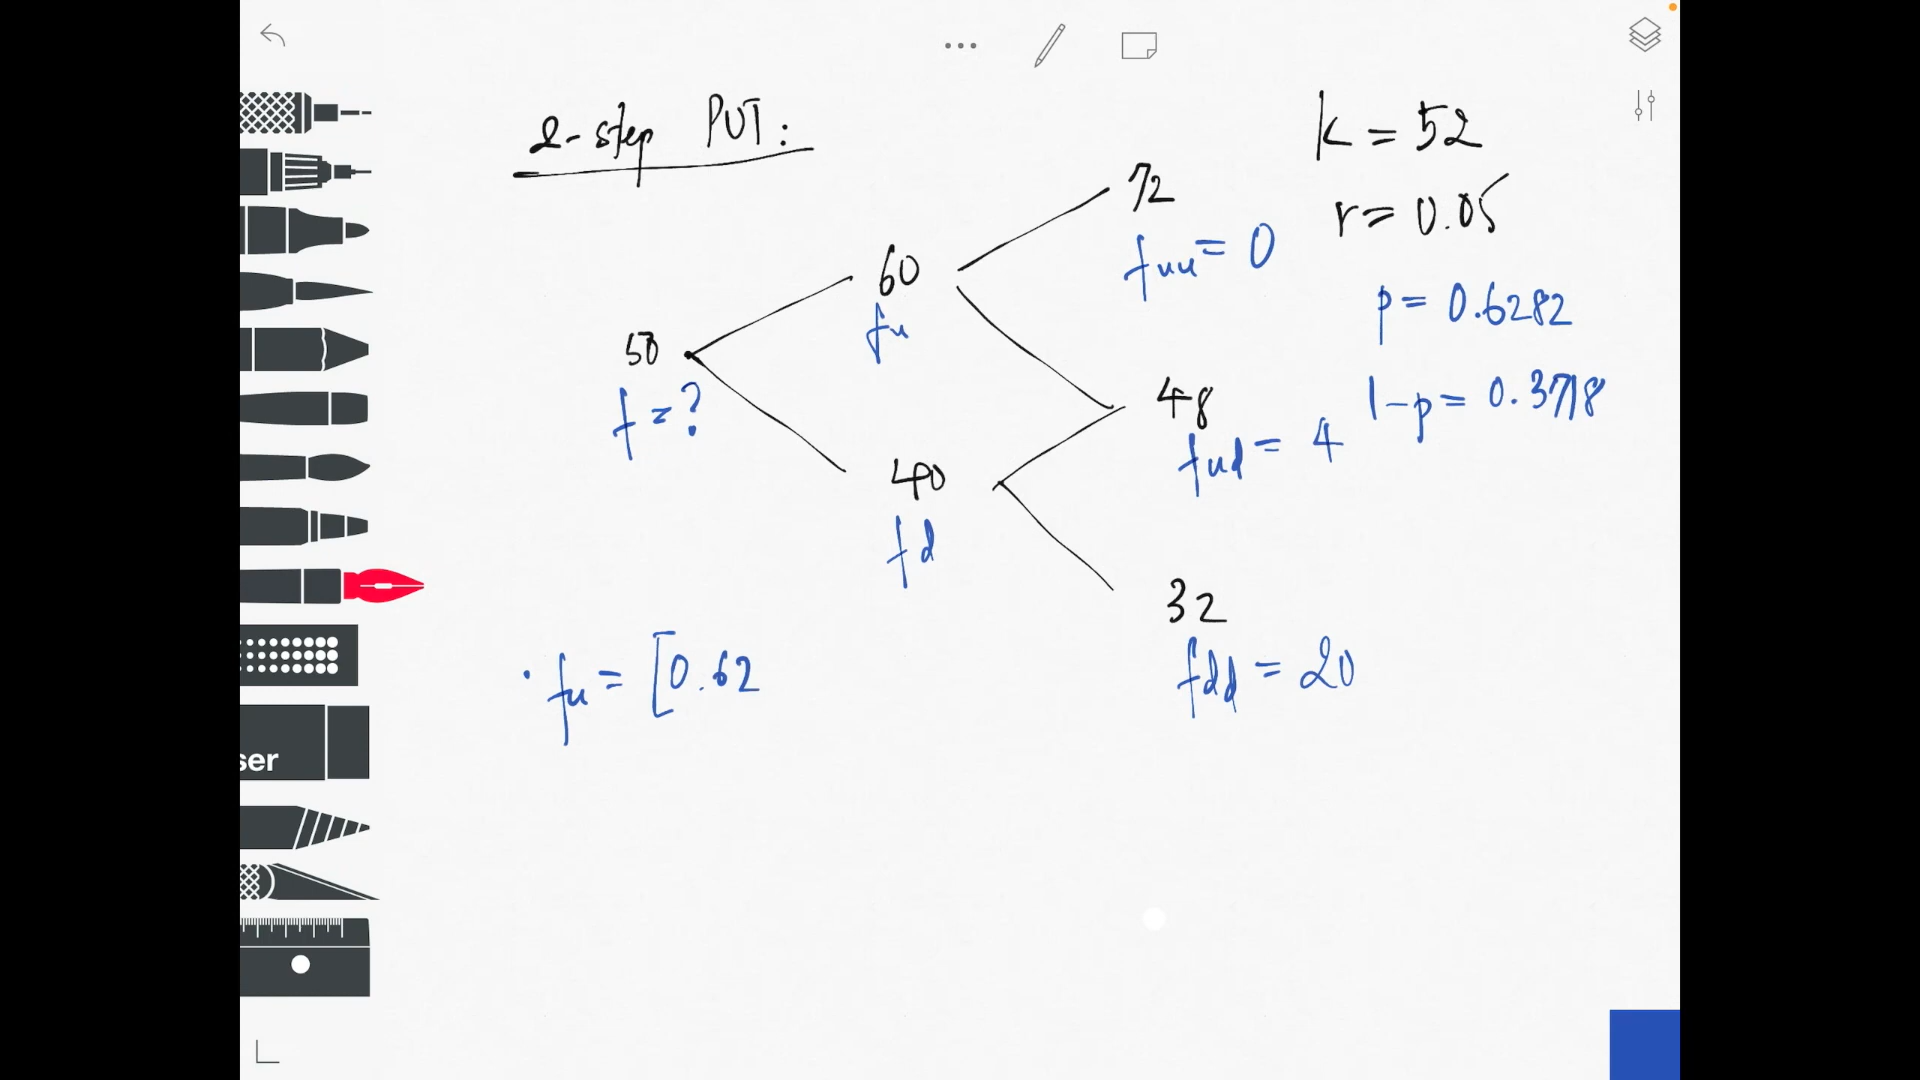 2-step PUT:
k = 52
r = 0.05
72
fuu = 0
60
fu
p = 0.6282
50
f = ?
48
fud = 4
1-p = 0.3718
40
fd
32
fdd = 20
· fu = [0.62
ser